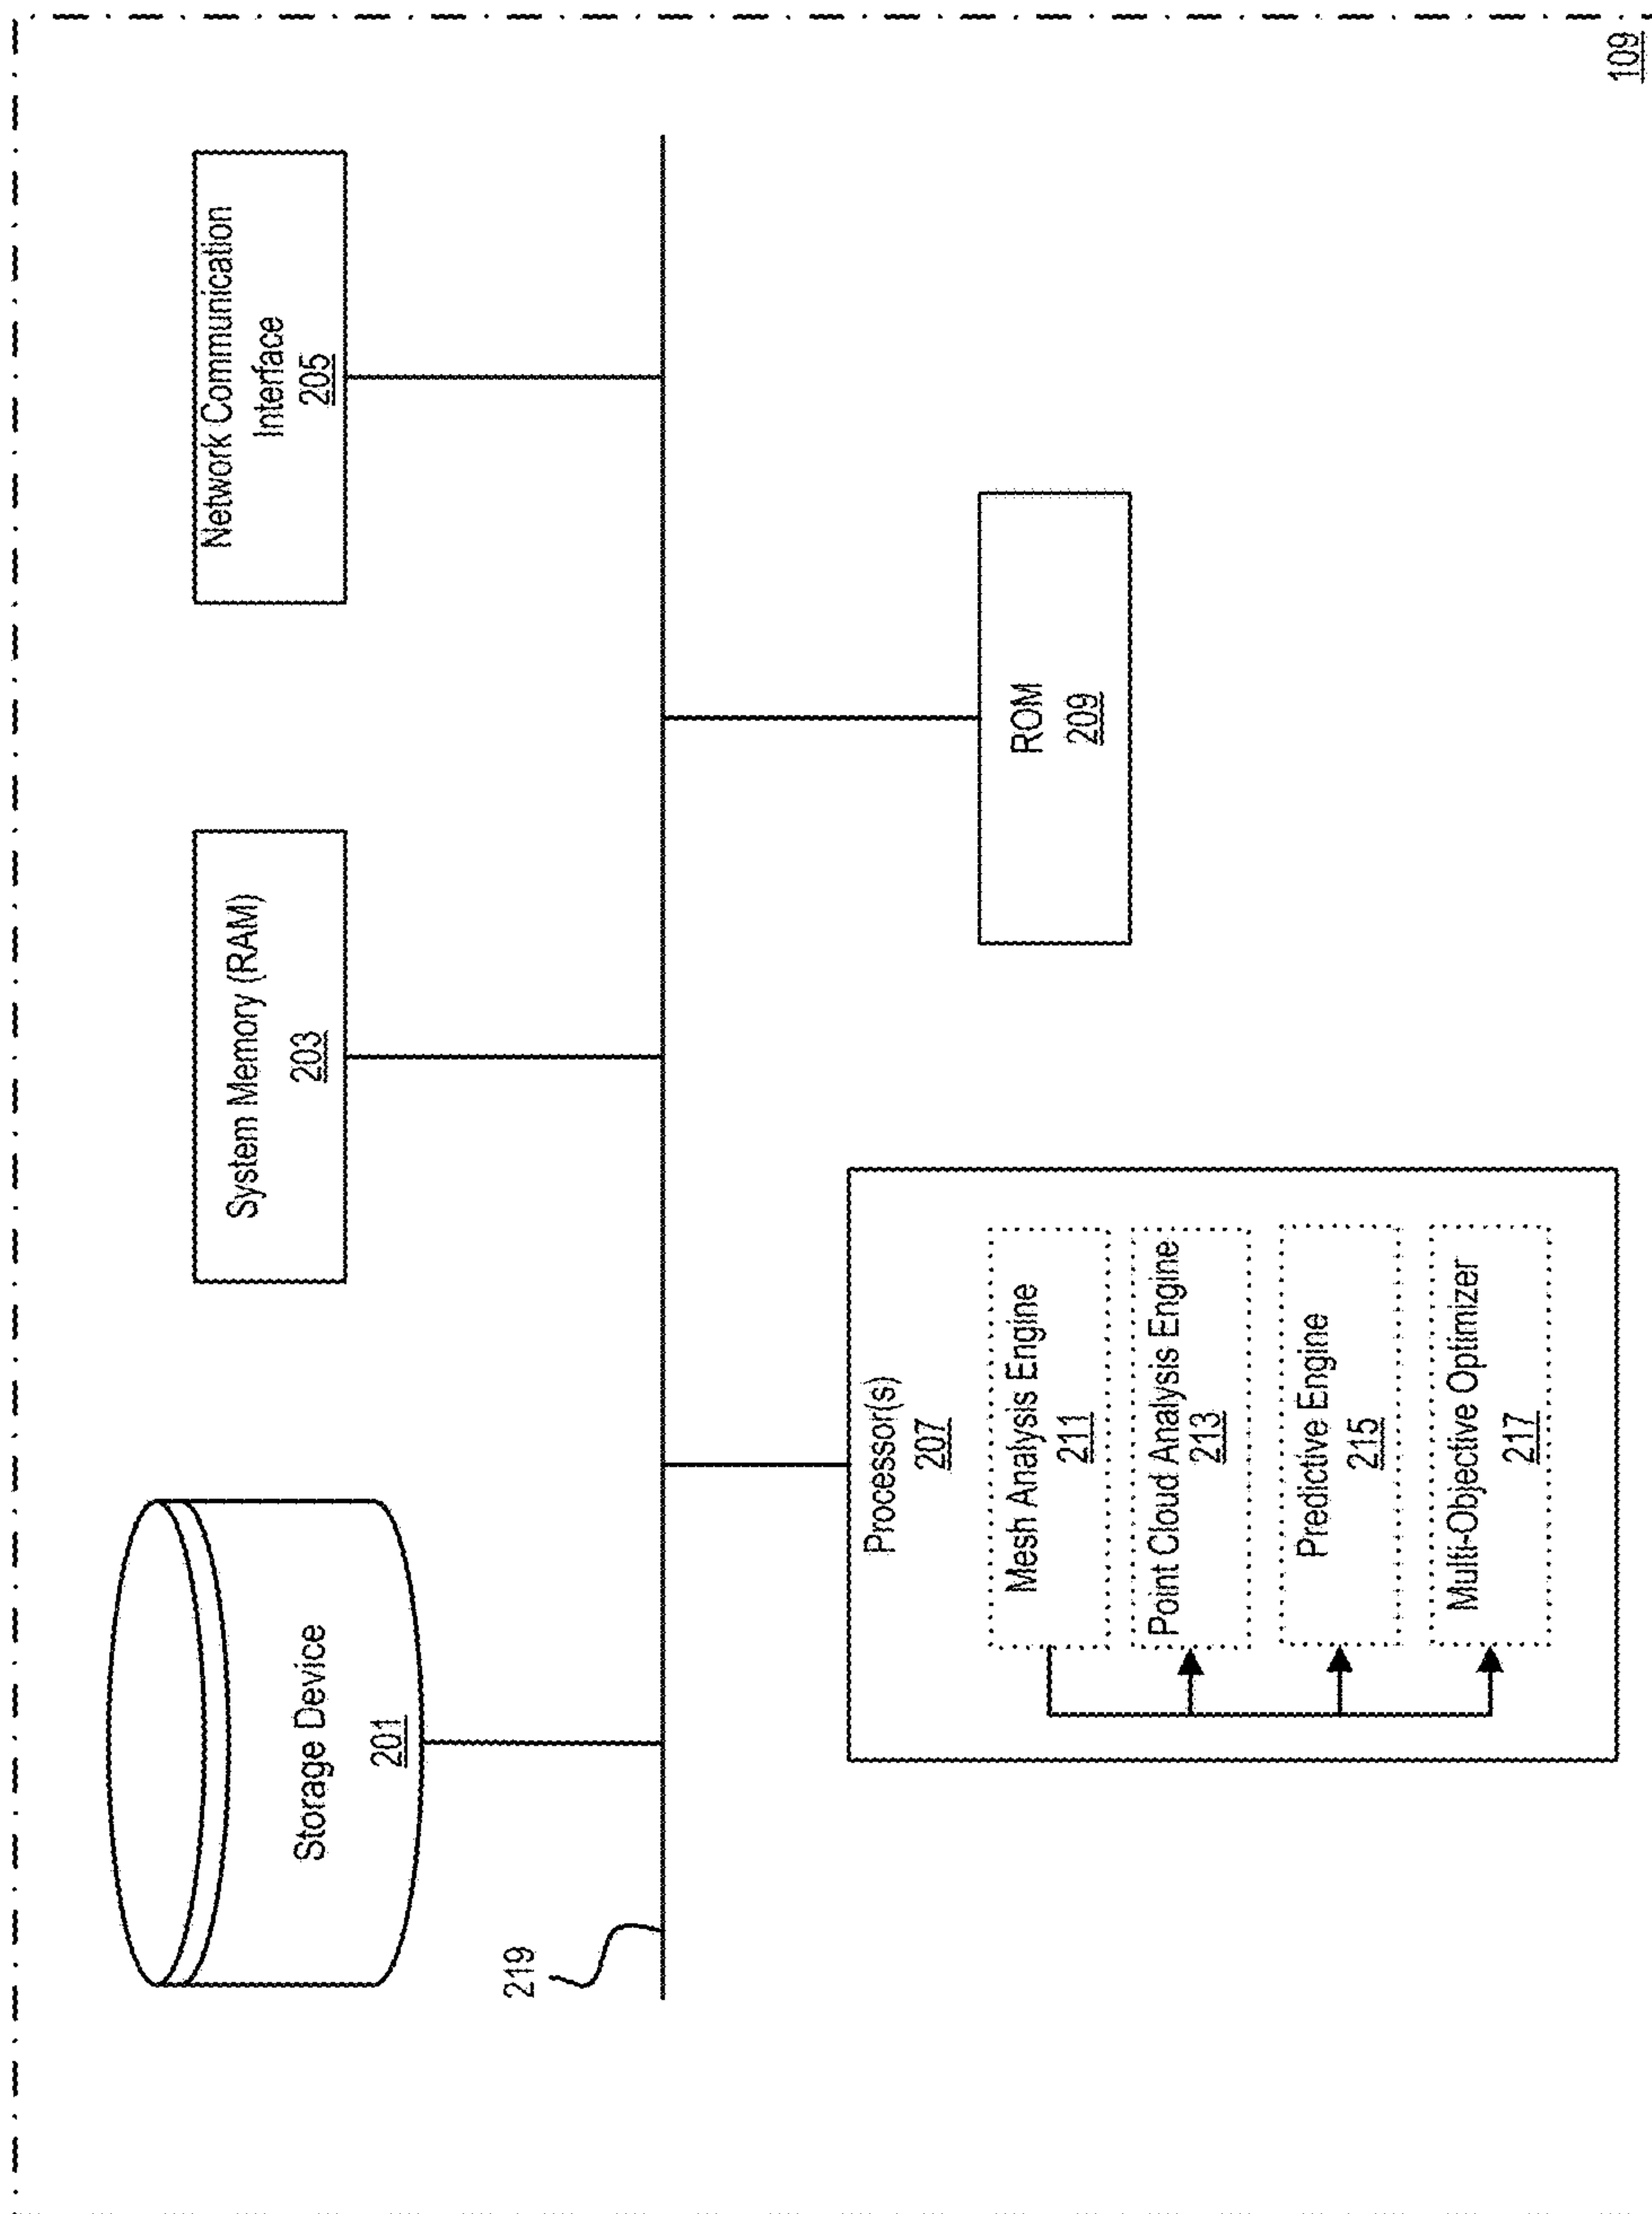 Storage Device
201
System Memory (RAM)
203
Network Communication
Interface
205
219
Processor(s)
207
Mesh Analysis Engine
211
Point Cloud Analysis Engine
213
Predictive Engine
215
Multi-Objective Optimizer
217
ROM
209
109